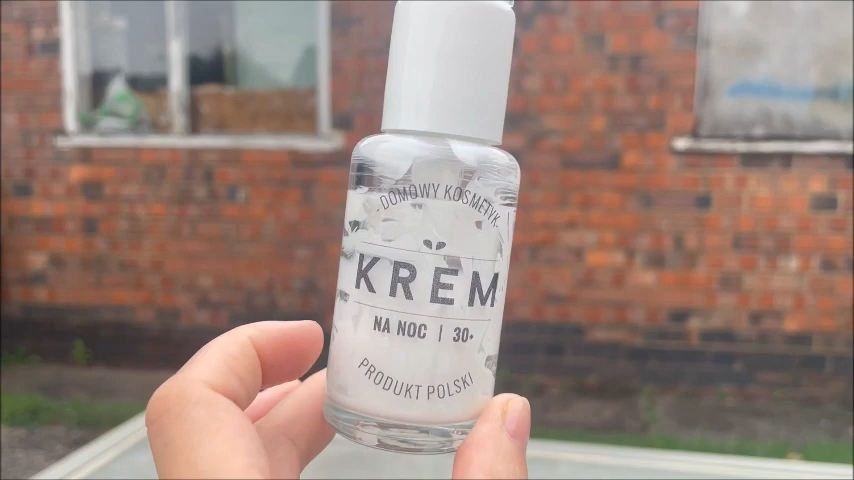 ·DOMOWY KOSMETYK·
KREM
NA NOC | 30+
PRODUKT POLSKI